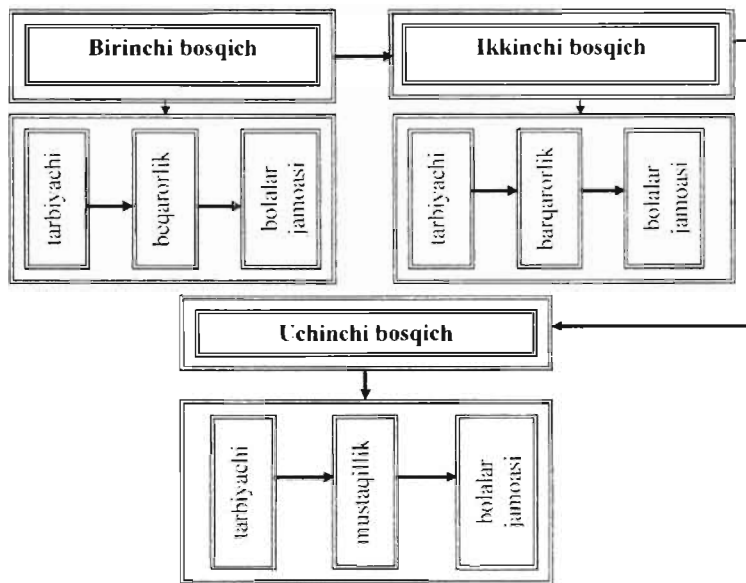 Birinchi bosqich
Ikkinchi bosqich
tarbiyachi
beqarorlik
bolalar
jamoasi
tarbiyachi
barqarorlik
bolalar
jamoasi
Uchinchi bosqich
tarbiyachi
mustaqillik
bolalar
jamoasi